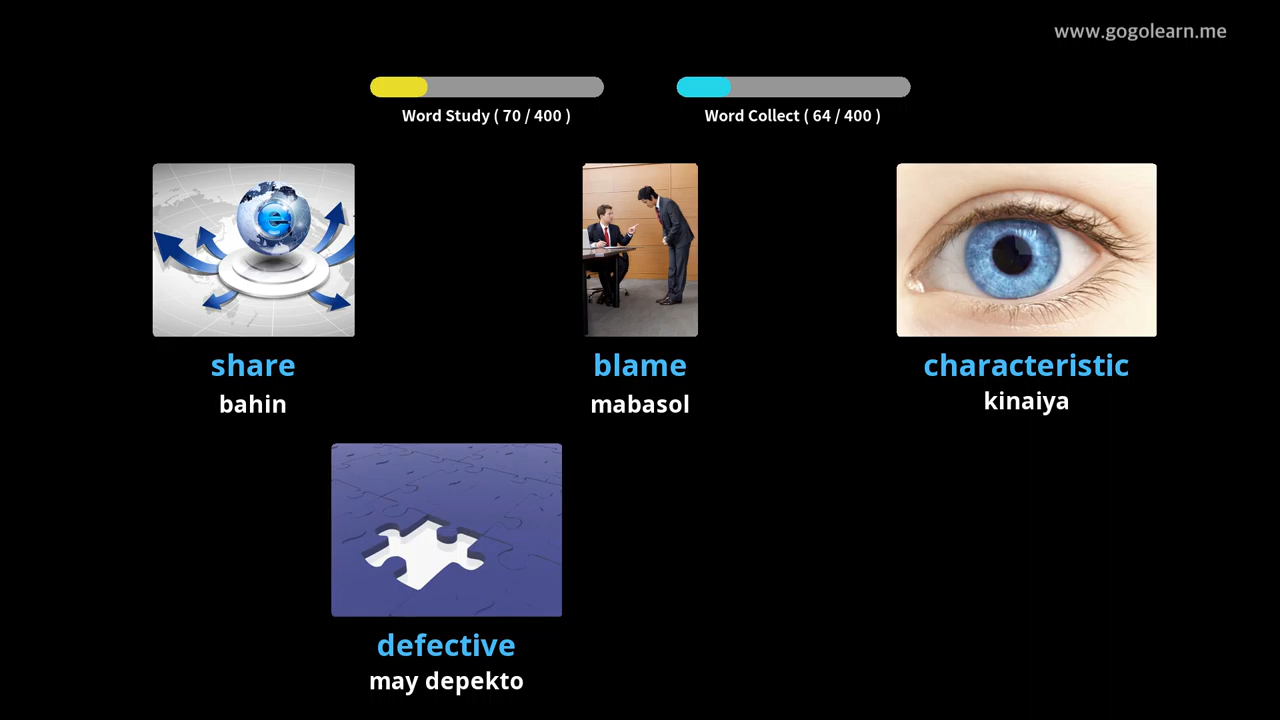 www.gogolearn.me
Word Study ( 70 / 400 )
Word Collect ( 64 / 400 )
e
share
bahin
blame
mabasol
characteristic
kinaiya
defective
may depekto